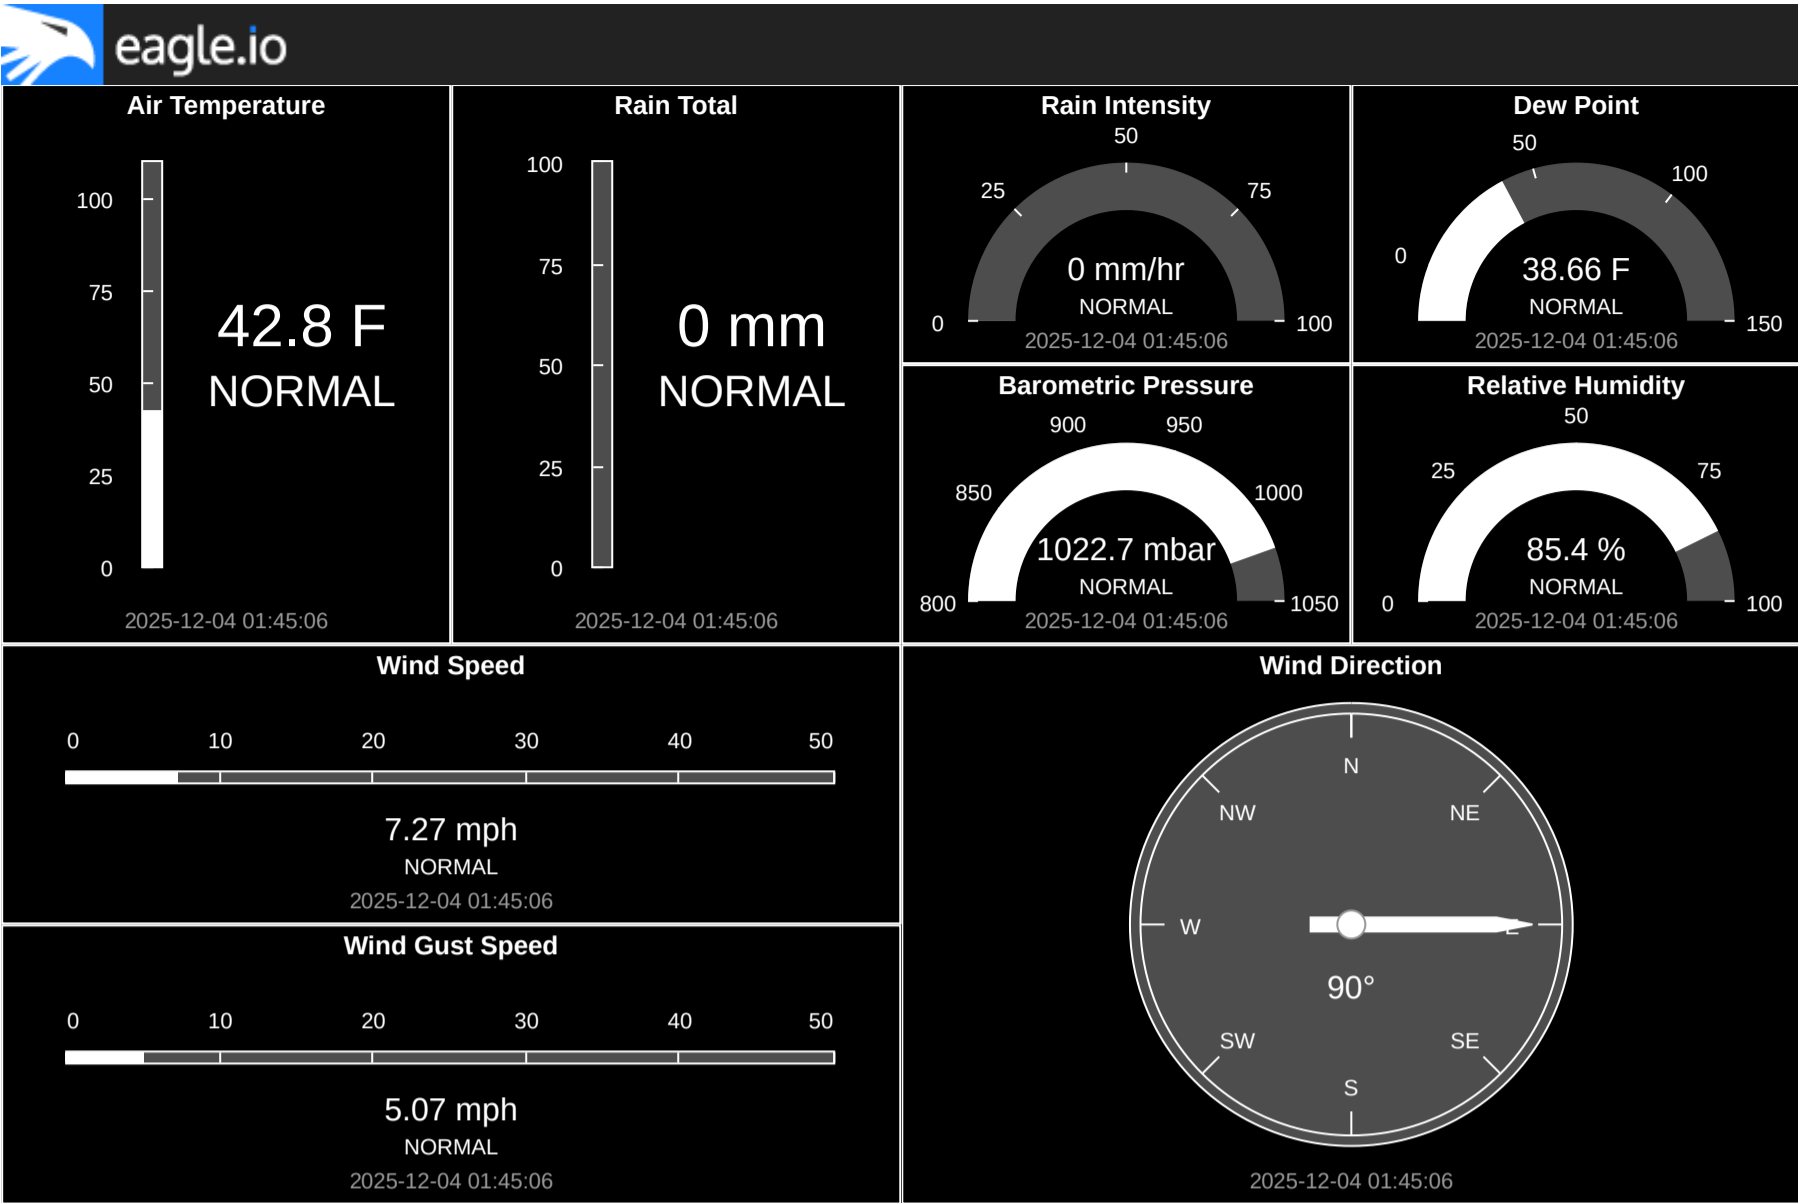 eagle.io
Air Temperature
100
75
50
25
0
42.8 F
NORMAL
2025-12-04 01:45:06
Rain Total
100
75
50
25
0
0 mm
NORMAL
2025-12-04 01:45:06
Rain Intensity
50
25
75
0
100
0 mm/hr
NORMAL
2025-12-04 01:45:06
Dew Point
50
100
0
150
38.66 F
NORMAL
2025-12-04 01:45:06
Barometric Pressure
900
950
850
1000
800
1050
1022.7 mbar
NORMAL
2025-12-04 01:45:06
Relative Humidity
50
25
75
0
100
85.4 %
NORMAL
2025-12-04 01:45:06
Wind Speed
0 10 20 30 40 50
7.27 mph
NORMAL
2025-12-04 01:45:06
Wind Gust Speed
0 10 20 30 40 50
5.07 mph
NORMAL
2025-12-04 01:45:06
Wind Direction
N
NW
NE
W
E
90°
SW
SE
S
2025-12-04 01:45:06